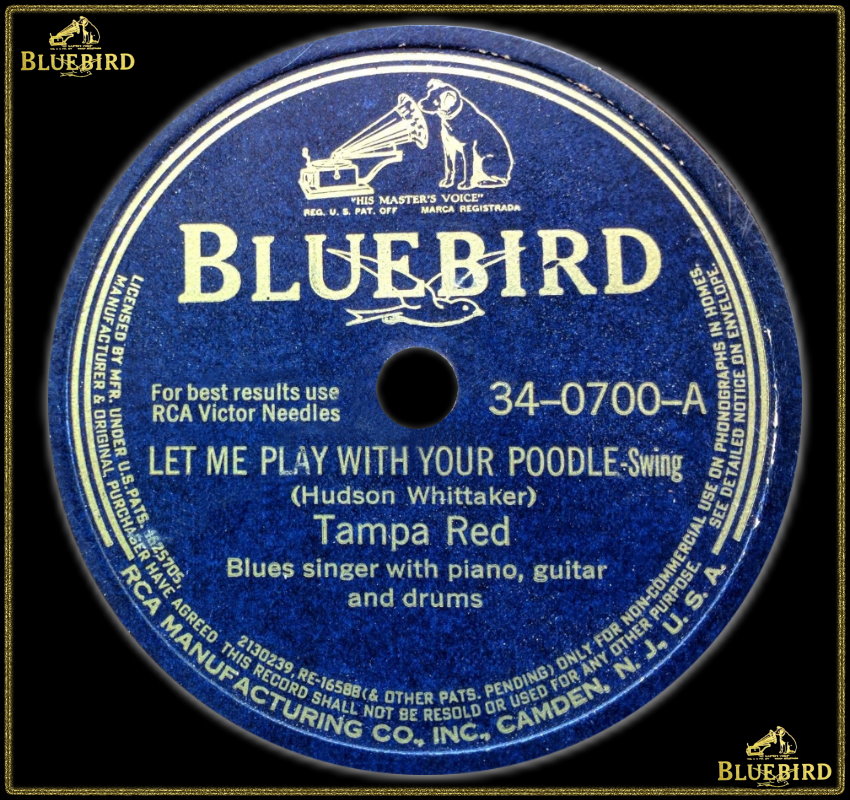 BLUEBIRD
"HIS MASTER'S VOICE"
REG. U. S. PAT. OFF MARCA REGISTRADA
BLUEBIRD
For best results use
RCA Victor Needles
34-0700-A
LET ME PLAY WITH YOUR POODLE-Swing
(Hudson Whittaker)
Tampa Red
Blues singer with piano, guitar
and drums
LICENSED BY MFR. UNDER U.S. PATS. 1625705, 2130239, RE-16588 (& OTHER PATS. PENDING) ONLY FOR NON-COMMERCIAL USE ON PHONOGRAPHS IN HOMES.
MANUFACTURER & ORIGINAL PURCHASER HAVE AGREED THIS RECORD SHALL NOT BE RESOLD OR USED FOR ANY OTHER PURPOSE. SEE DETAILED NOTICE ON ENVELOPE.
RCA MANUFACTURING CO., INC., CAMDEN, N. J., U. S. A.
BLUEBIRD